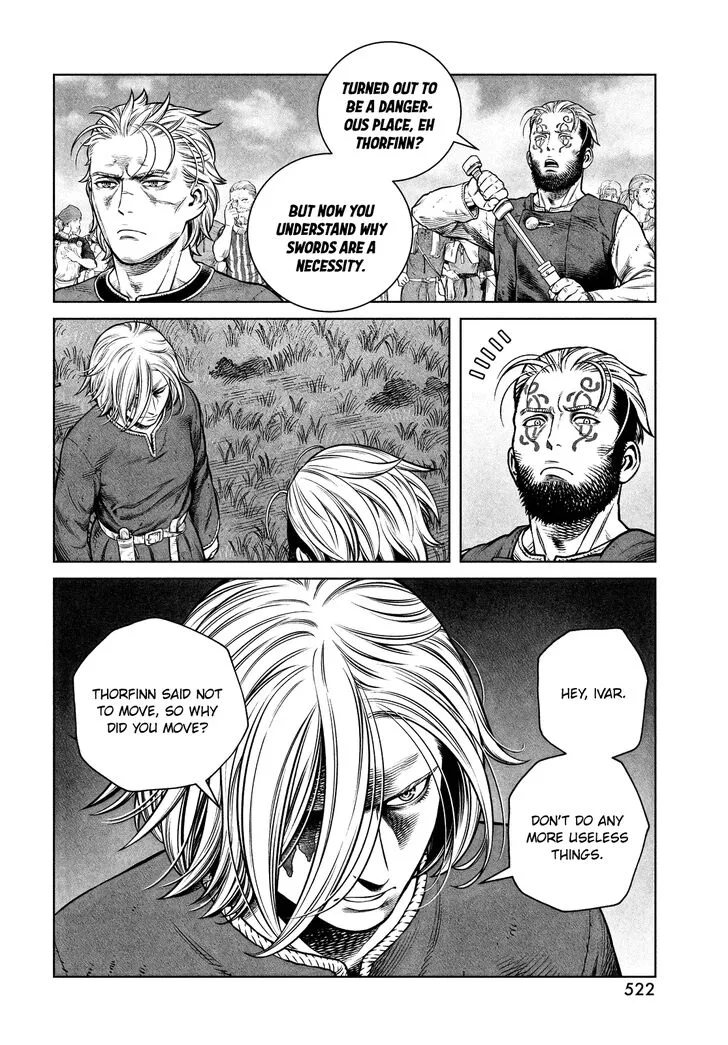 TURNED OUT TO
BE A DANGER-
OUS PLACE, EH
THORFINN?
BUT NOW YOU
UNDERSTAND WHY
SWORDS ARE A
NECESSITY.
HEY, IVAR.
DON'T DO ANY
MORE USELESS
THINGS.
THORFINN SAID NOT
TO MOVE, SO WHY
DID YOU MOVE?
522